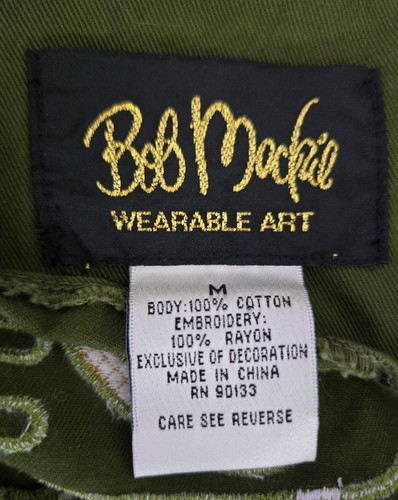 Bob Mackie
WEARABLE ART
M
BODY:100% COTTON
EMBROIDERY:
100% RAYON
EXCLUSIVE OF DECORATION
MADE IN CHINA
RN 90133
CARE SEE REVERSE